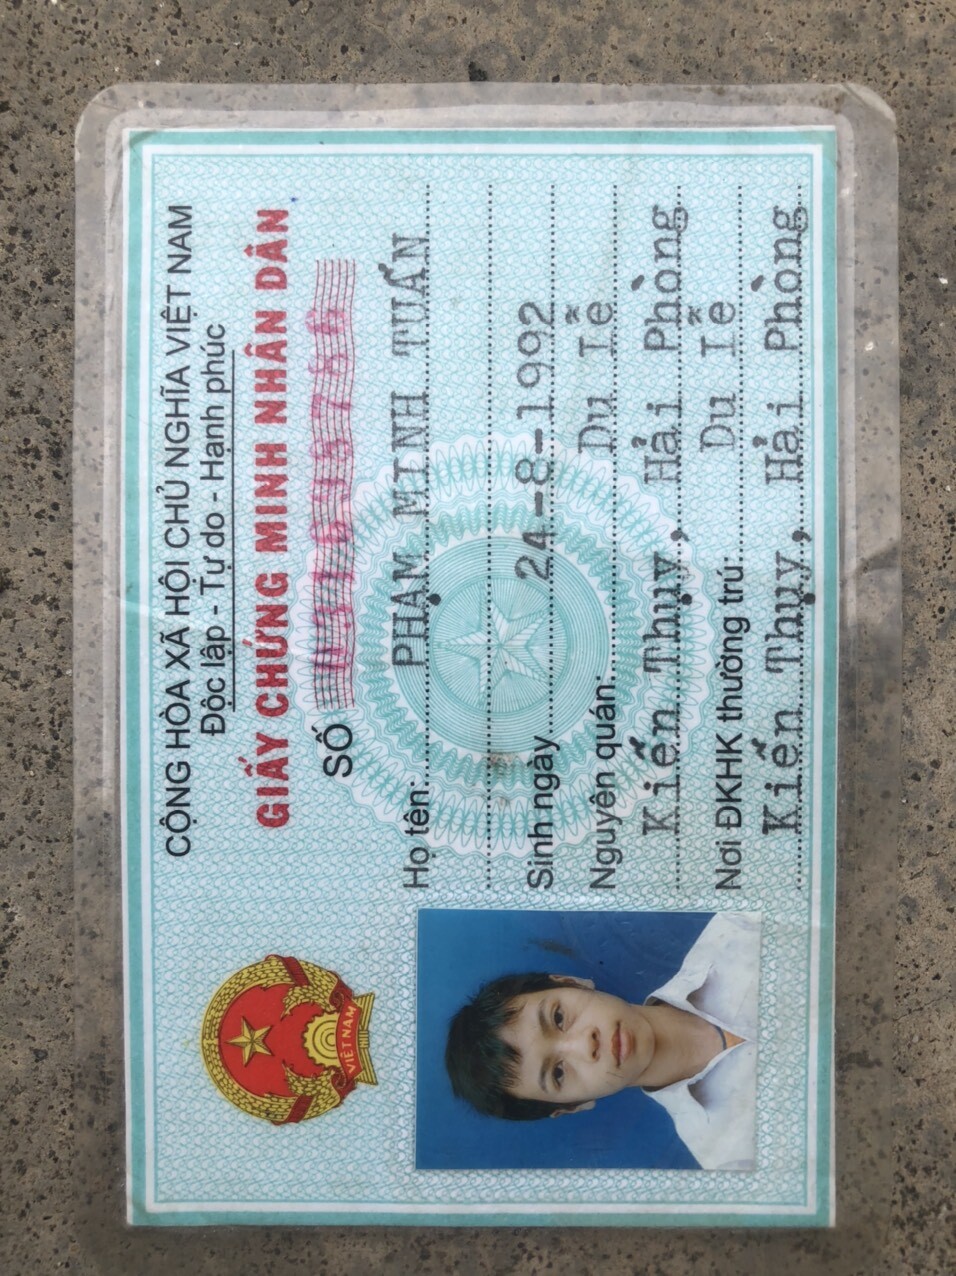 CỘNG HÒA XÃ HỘI CHỦ NGHĨA VIỆT NAM
Độc lập - Tự do - Hạnh phúc
GIẤY CHỨNG MINH NHÂN DÂN
SỐ
Họ tên: PHẠM MINH TUẤN
Sinh ngày 24-8-1992
Nguyên quán: Du Lễ
Kiến Thụy, Hải Phòng
Nơi ĐKHK thường trú: Du Lễ
Kiến Thụy, Hải Phòng
VIỆT NAM